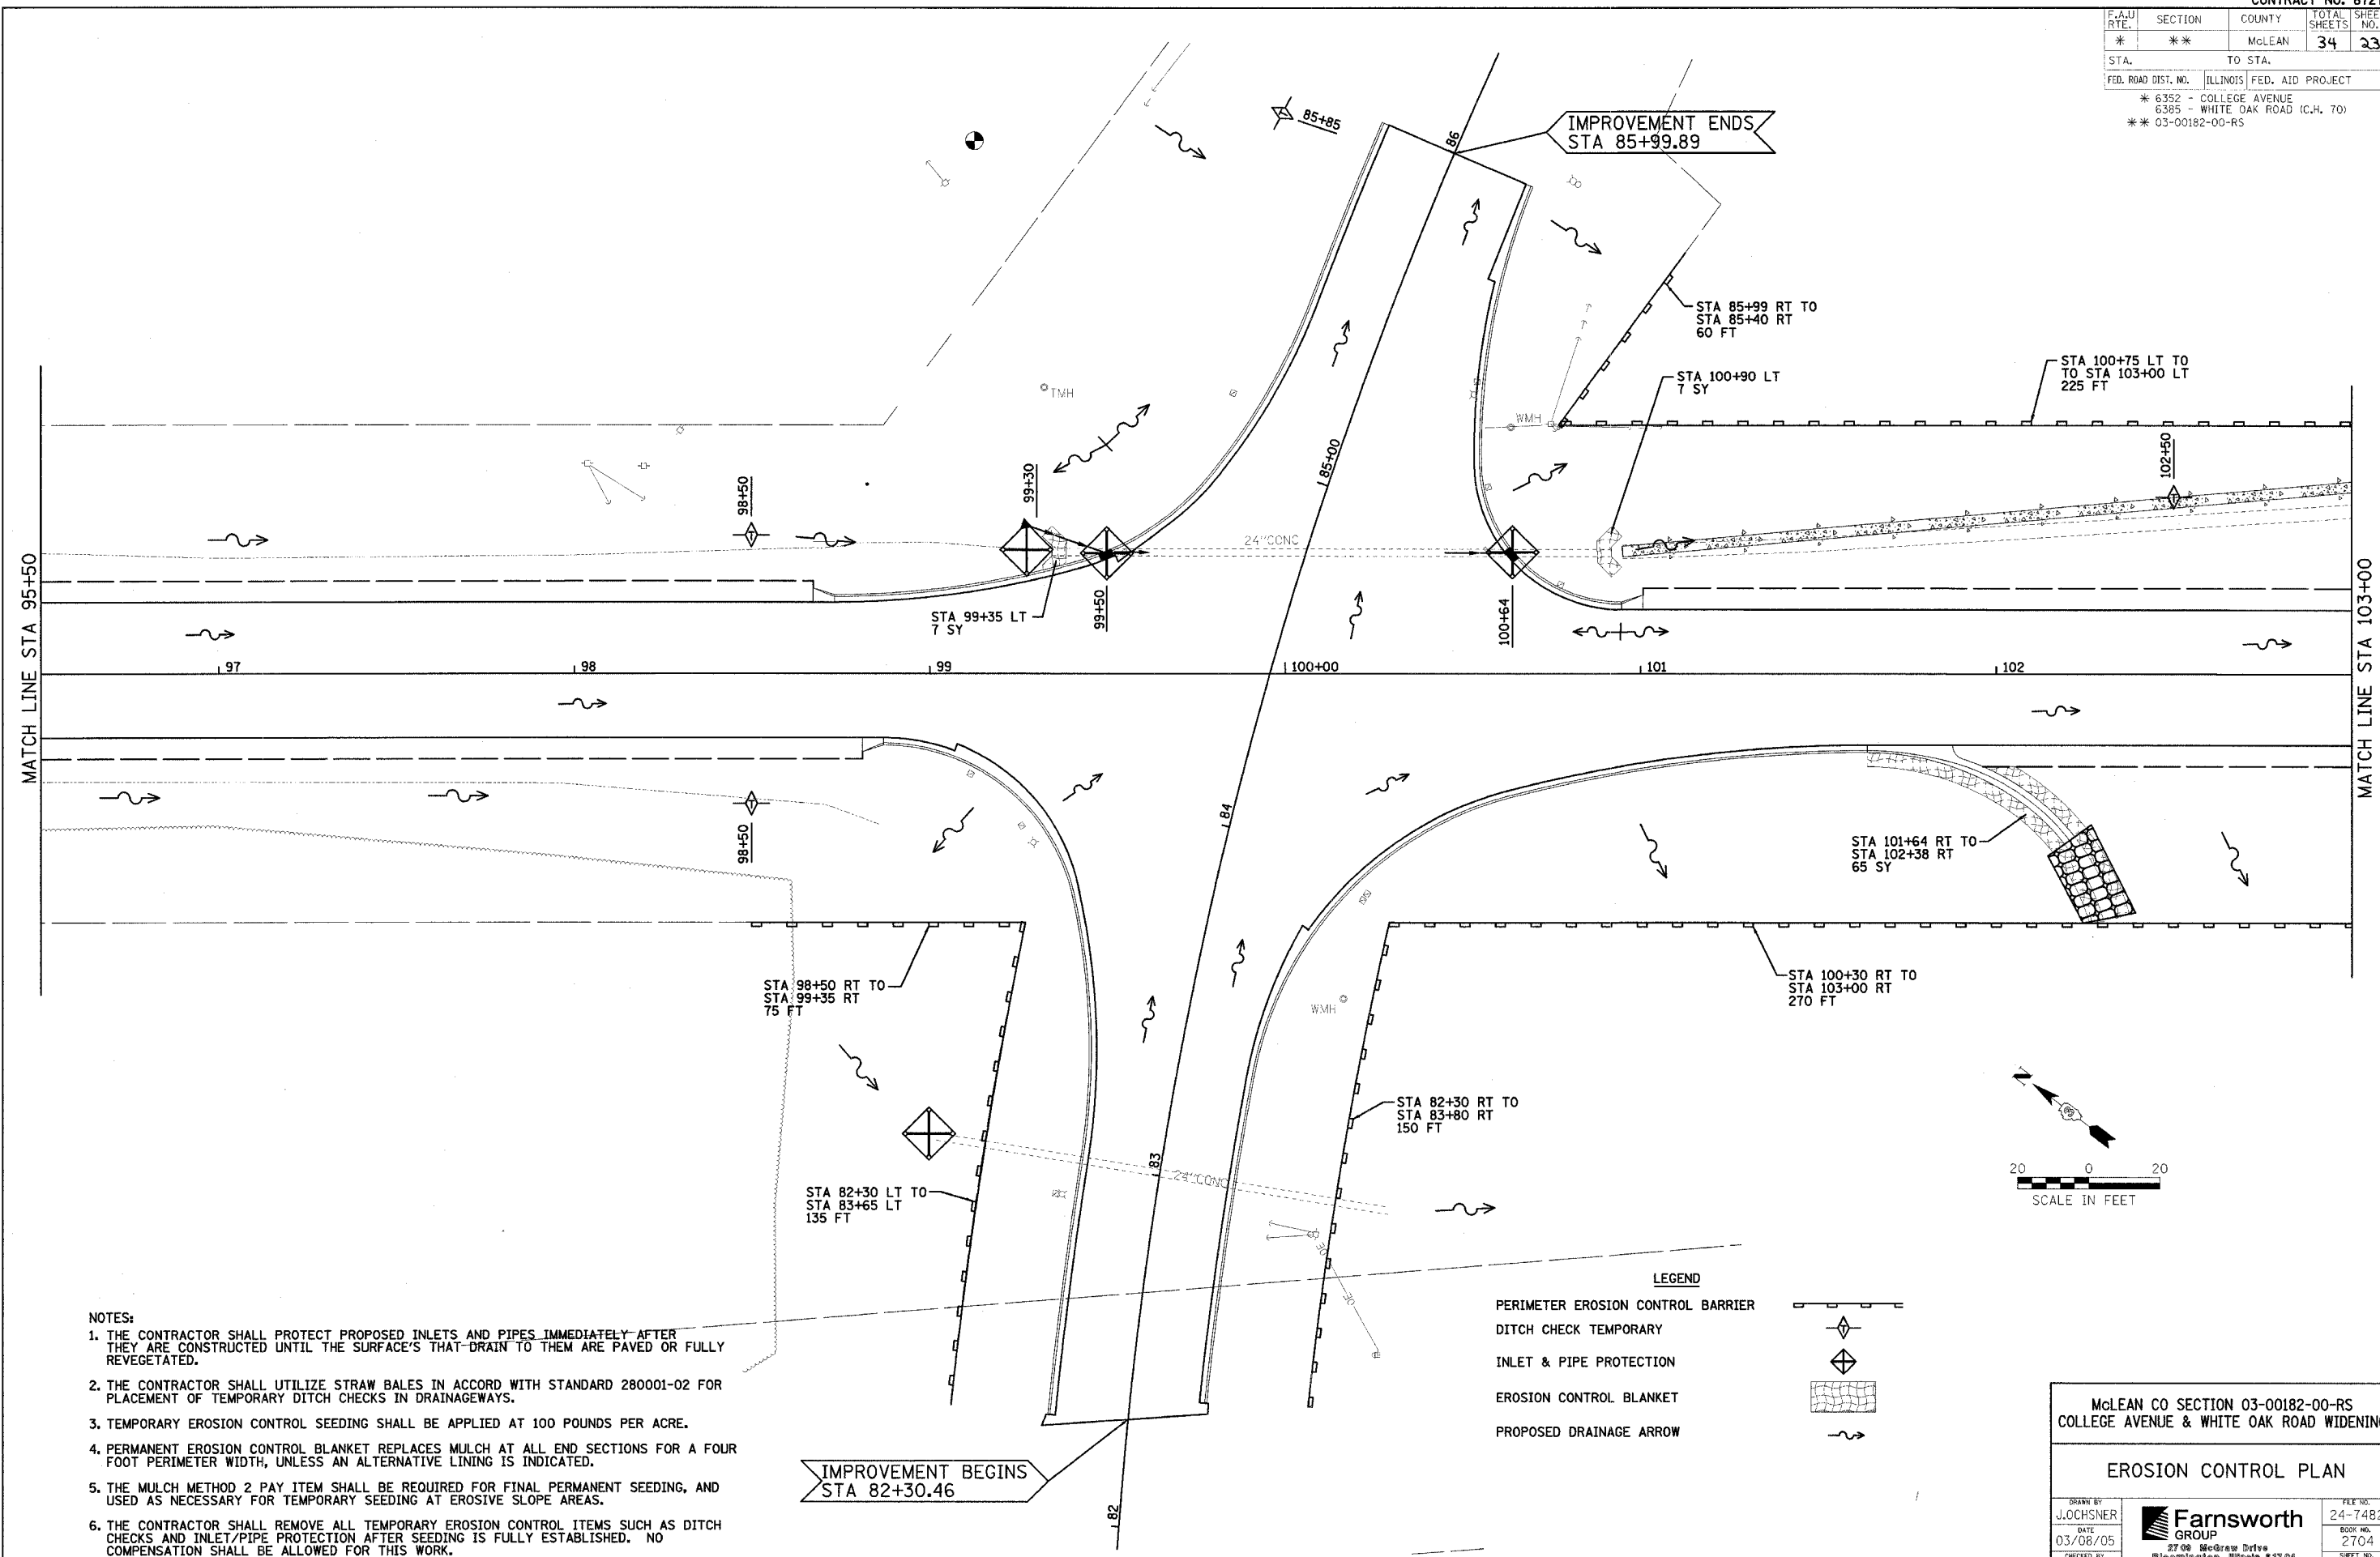 F.A.U RTE.
SECTION
COUNTY
TOTAL SHEETS
NO.
*
**
McLEAN
34
23
STA.
TO STA.
FED. ROAD DIST. NO.
ILLINOIS
FED. AID PROJECT
* 6352 - COLLEGE AVENUE
6385 - WHITE OAK ROAD (C.H. 70)
** 03-00182-00-RS
85+85
86
IMPROVEMENT ENDS
STA 85+99.89
STA 85+99 RT TO
STA 85+40 RT
60 FT
STA 100+90 LT
7 SY
STA 100+75 LT TO
TO STA 103+00 LT
225 FT
TMH
WMH
85+00
98+50
99+30
102+50
24"CONC
MATCH LINE STA 95+50
MATCH LINE STA 103+00
STA 99+35 LT
7 SY
99+50
100+64
97
98
99
100+00
101
102
84
98+50
STA 101+64 RT TO
STA 102+38 RT
65 SY
STA 98+50 RT TO
STA 99+35 RT
75 FT
STA 100+30 RT TO
STA 103+00 RT
270 FT
WMH
STA 82+30 RT TO
STA 83+80 RT
150 FT
N
83
24"CONC
STA 82+30 LT TO
STA 83+65 LT
135 FT
20 0 20
SCALE IN FEET
OE
OE
LEGEND
PERIMETER EROSION CONTROL BARRIER
DITCH CHECK TEMPORARY
T
INLET & PIPE PROTECTION
EROSION CONTROL BLANKET
PROPOSED DRAINAGE ARROW
NOTES:
1. THE CONTRACTOR SHALL PROTECT PROPOSED INLETS AND PIPES IMMEDIATELY AFTER
THEY ARE CONSTRUCTED UNTIL THE SURFACE'S THAT DRAIN TO THEM ARE PAVED OR FULLY
REVEGETATED.
2. THE CONTRACTOR SHALL UTILIZE STRAW BALES IN ACCORD WITH STANDARD 280001-02 FOR
PLACEMENT OF TEMPORARY DITCH CHECKS IN DRAINAGEWAYS.
3. TEMPORARY EROSION CONTROL SEEDING SHALL BE APPLIED AT 100 POUNDS PER ACRE.
4. PERMANENT EROSION CONTROL BLANKET REPLACES MULCH AT ALL END SECTIONS FOR A FOUR
FOOT PERIMETER WIDTH, UNLESS AN ALTERNATIVE LINING IS INDICATED.
5. THE MULCH METHOD 2 PAY ITEM SHALL BE REQUIRED FOR FINAL PERMANENT SEEDING, AND
USED AS NECESSARY FOR TEMPORARY SEEDING AT EROSIVE SLOPE AREAS.
6. THE CONTRACTOR SHALL REMOVE ALL TEMPORARY EROSION CONTROL ITEMS SUCH AS DITCH
CHECKS AND INLET/PIPE PROTECTION AFTER SEEDING IS FULLY ESTABLISHED. NO
COMPENSATION SHALL BE ALLOWED FOR THIS WORK.
IMPROVEMENT BEGINS
STA 82+30.46
82
McLEAN CO SECTION 03-00182-00-RS
COLLEGE AVENUE & WHITE OAK ROAD
EROSION CONTROL PLAN
DRAWN BY
J.OCHSNER
DATE
03/08/05
Farnsworth
GROUP
2709 McGraw Drive
FILE NO.
24-7482
BOOK NO.
2704